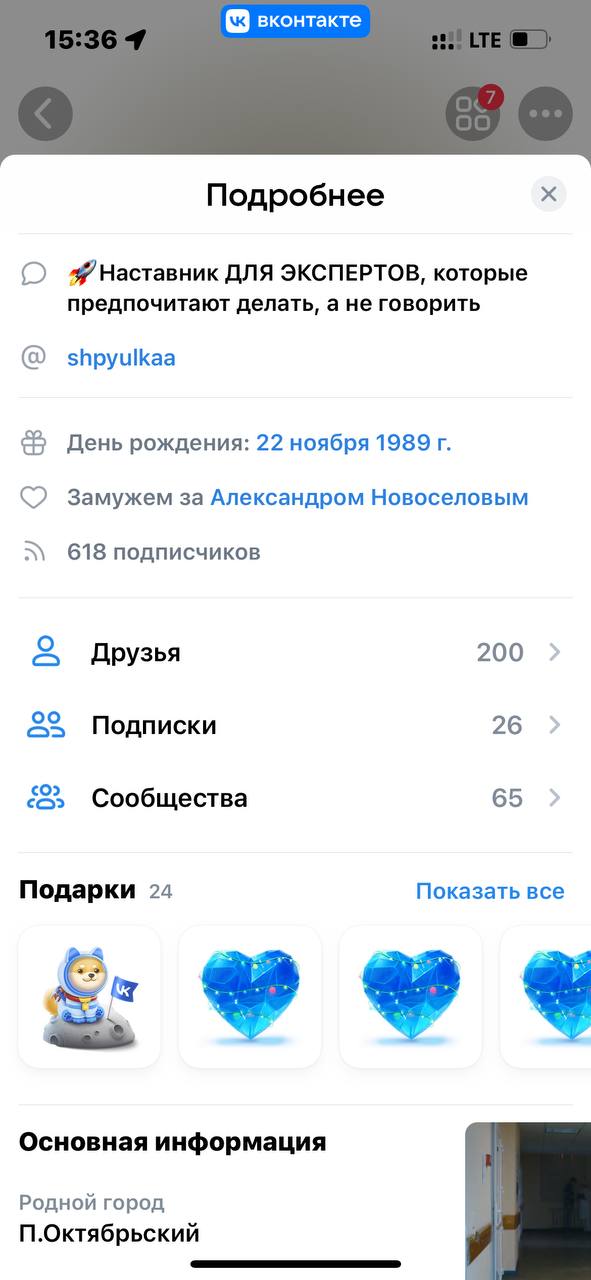 15:36
вконтакте
LTE
7
Подробнее
🚀Наставник ДЛЯ ЭКСПЕРТОВ, которые
предпочитают делать, а не говорить
shpyulkaa
День рождения: 22 ноября 1989 г.
Замужем за Александром Новоселовым
618 подписчиков
Друзья 200
Подписки 26
Сообщества 65
Подарки 24 Показать все
Основная информация
Родной город
П.Октябрьский